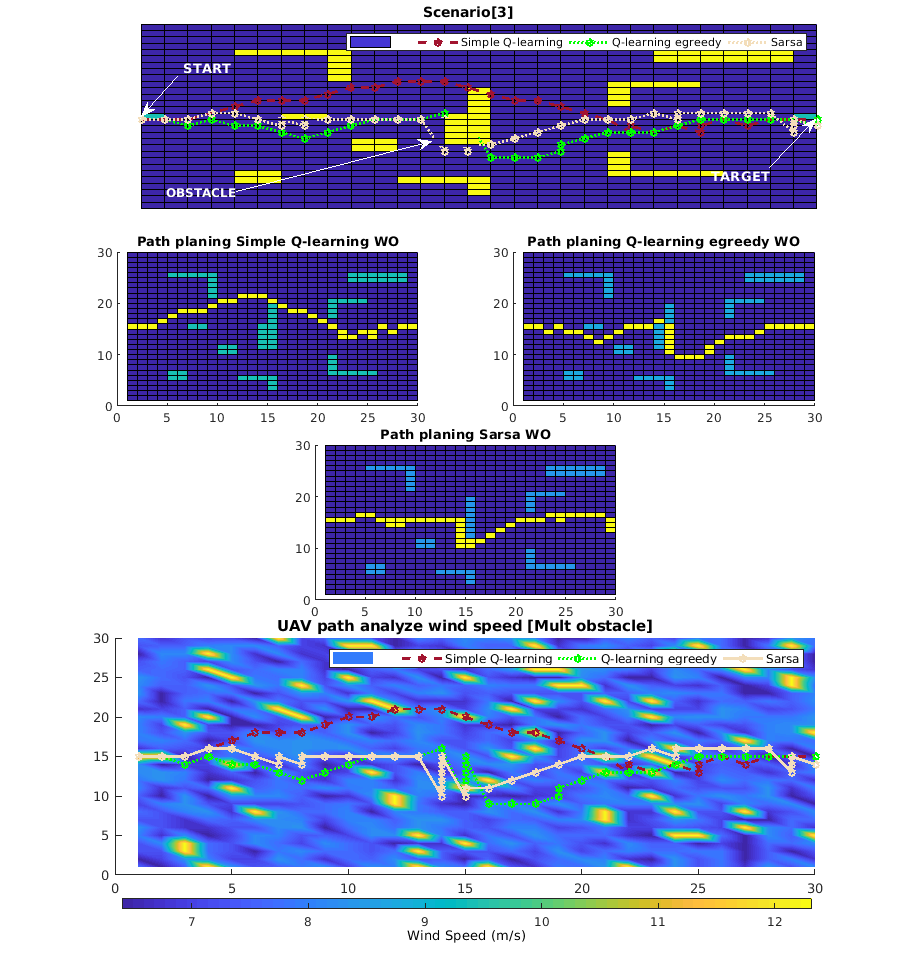 Scenario[3]
Simple Q-learning Q-learning egreedy Sarsa
START
TARGET
OBSTACLE
Path planing Simple Q-learning WO
30
20
10
0
0 5 10 15 20 25 30
Path planing Q-learning egreedy WO
30
20
10
0
0 5 10 15 20 25 30
Path planing Sarsa WO
30
20
10
0
0 5 10 15 20 25 30
UAV path analyze wind speed [Mult obstacle]
Simple Q-learning Q-learning egreedy Sarsa
30
25
20
15
10
5
0
0 5 10 15 20 25 30
7 8 9 10 11 12
Wind Speed (m/s)